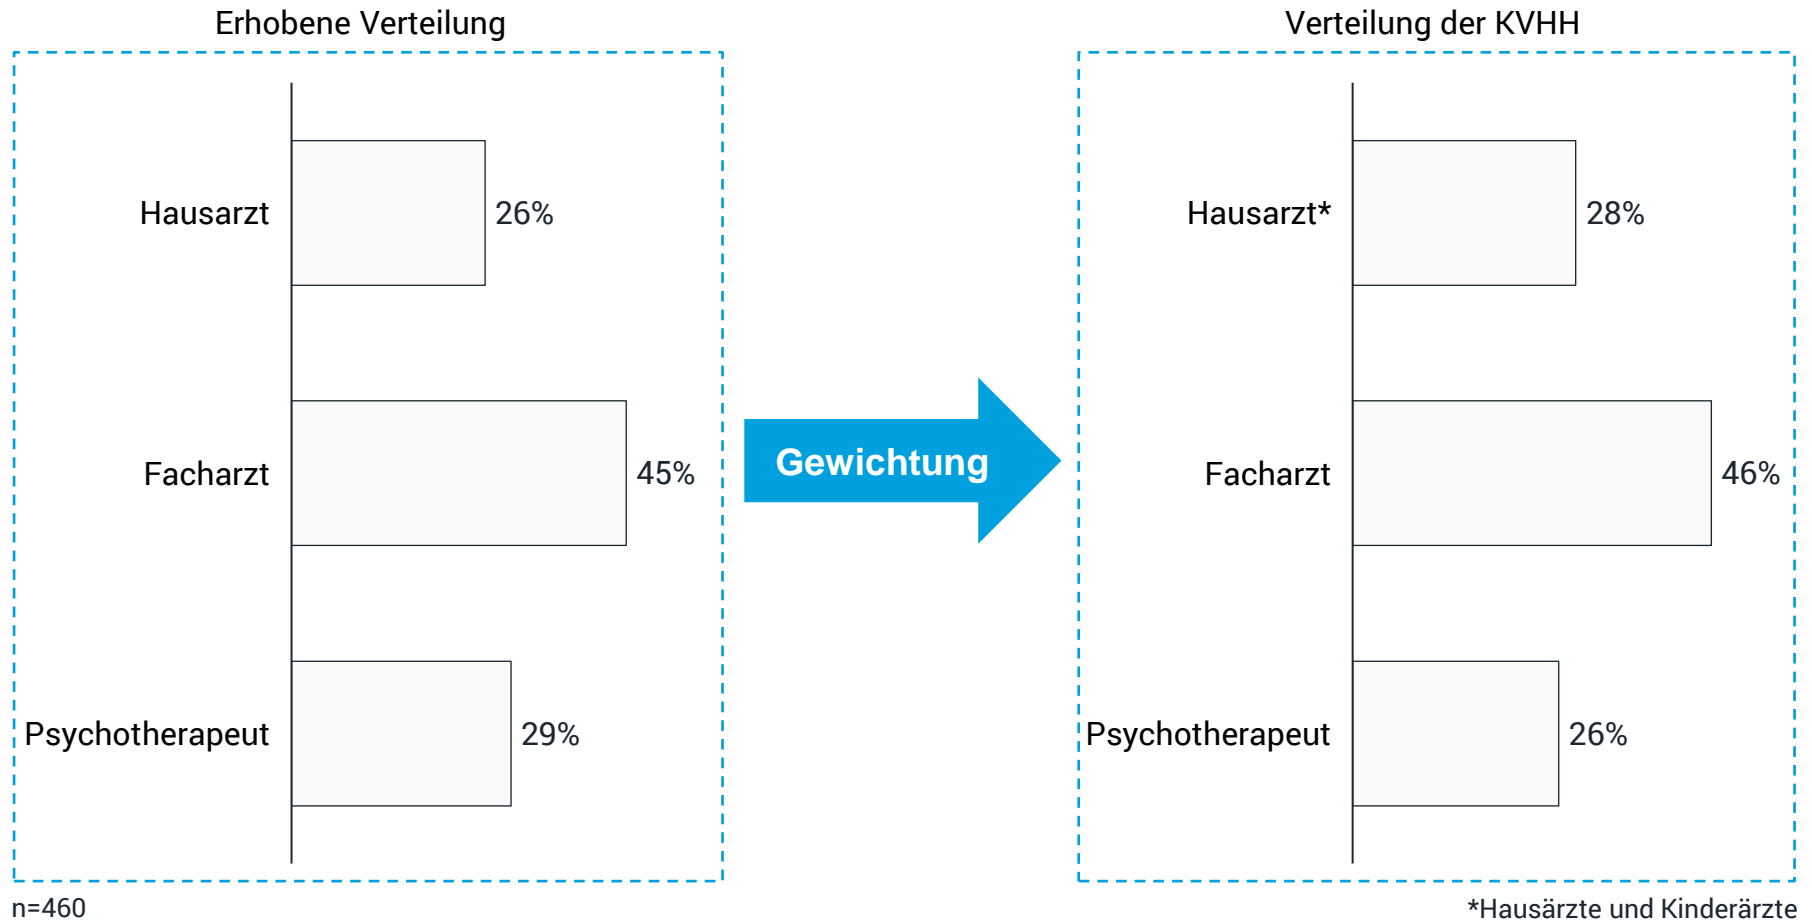 Erhobene Verteilung
Hausarzt
26%
Facharzt
45%
Psychotherapeut
29%
n=460
Gewichtung
Verteilung der KVHH
Hausarzt*
28%
Facharzt
46%
Psychotherapeut
26%
*Hausärzte und Kinderärzte